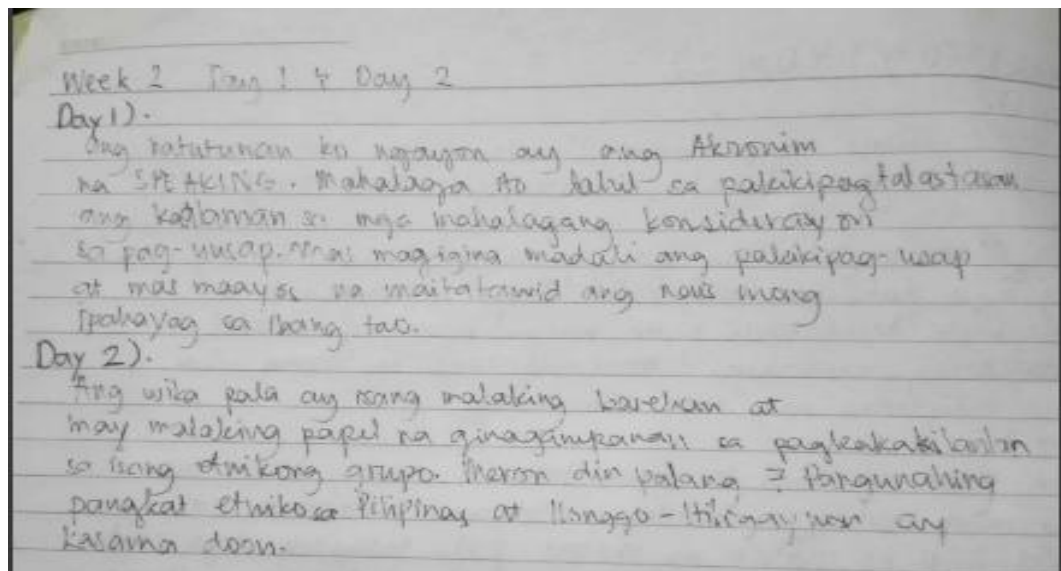 Week 2 Day 1 & Day 2
Day 1).
Ang natutunan ko ngayon ay ang Akronim
na SPEAKING. Mahalaga ito dahil sa pakikipagtalastasan
ang kaalaman sa mga mahalagang konsiderasyon
sa pag-uusap. Mas magiging madali ang pakikipag-usap
at mas maayos na maitatawid ang nais mong
ipahayag sa ibang tao.
Day 2).
Ang wika pala ay isang malaking at
may malaking papel na ginagampanan sa pagkakakilanlan
sa isang etnikong grupo. Meron din palang 7 Pangunahing
pangkat etniko sa Pilipinas at Ilonggo - ay
kasama doon.